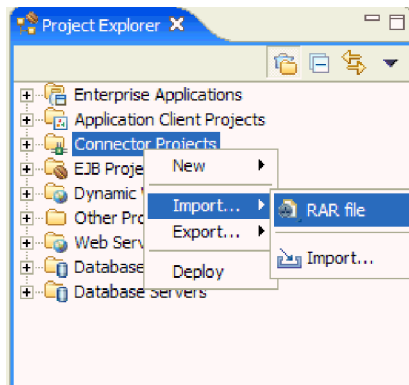 Project Explorer
Enterprise Applications
Application Client Projects
Connector Projects
EJB Proje
Dynamic
Other Pro
Web Serv
Database
Database Servers
New
Import...
Export...
Deploy
RAR file
Import...